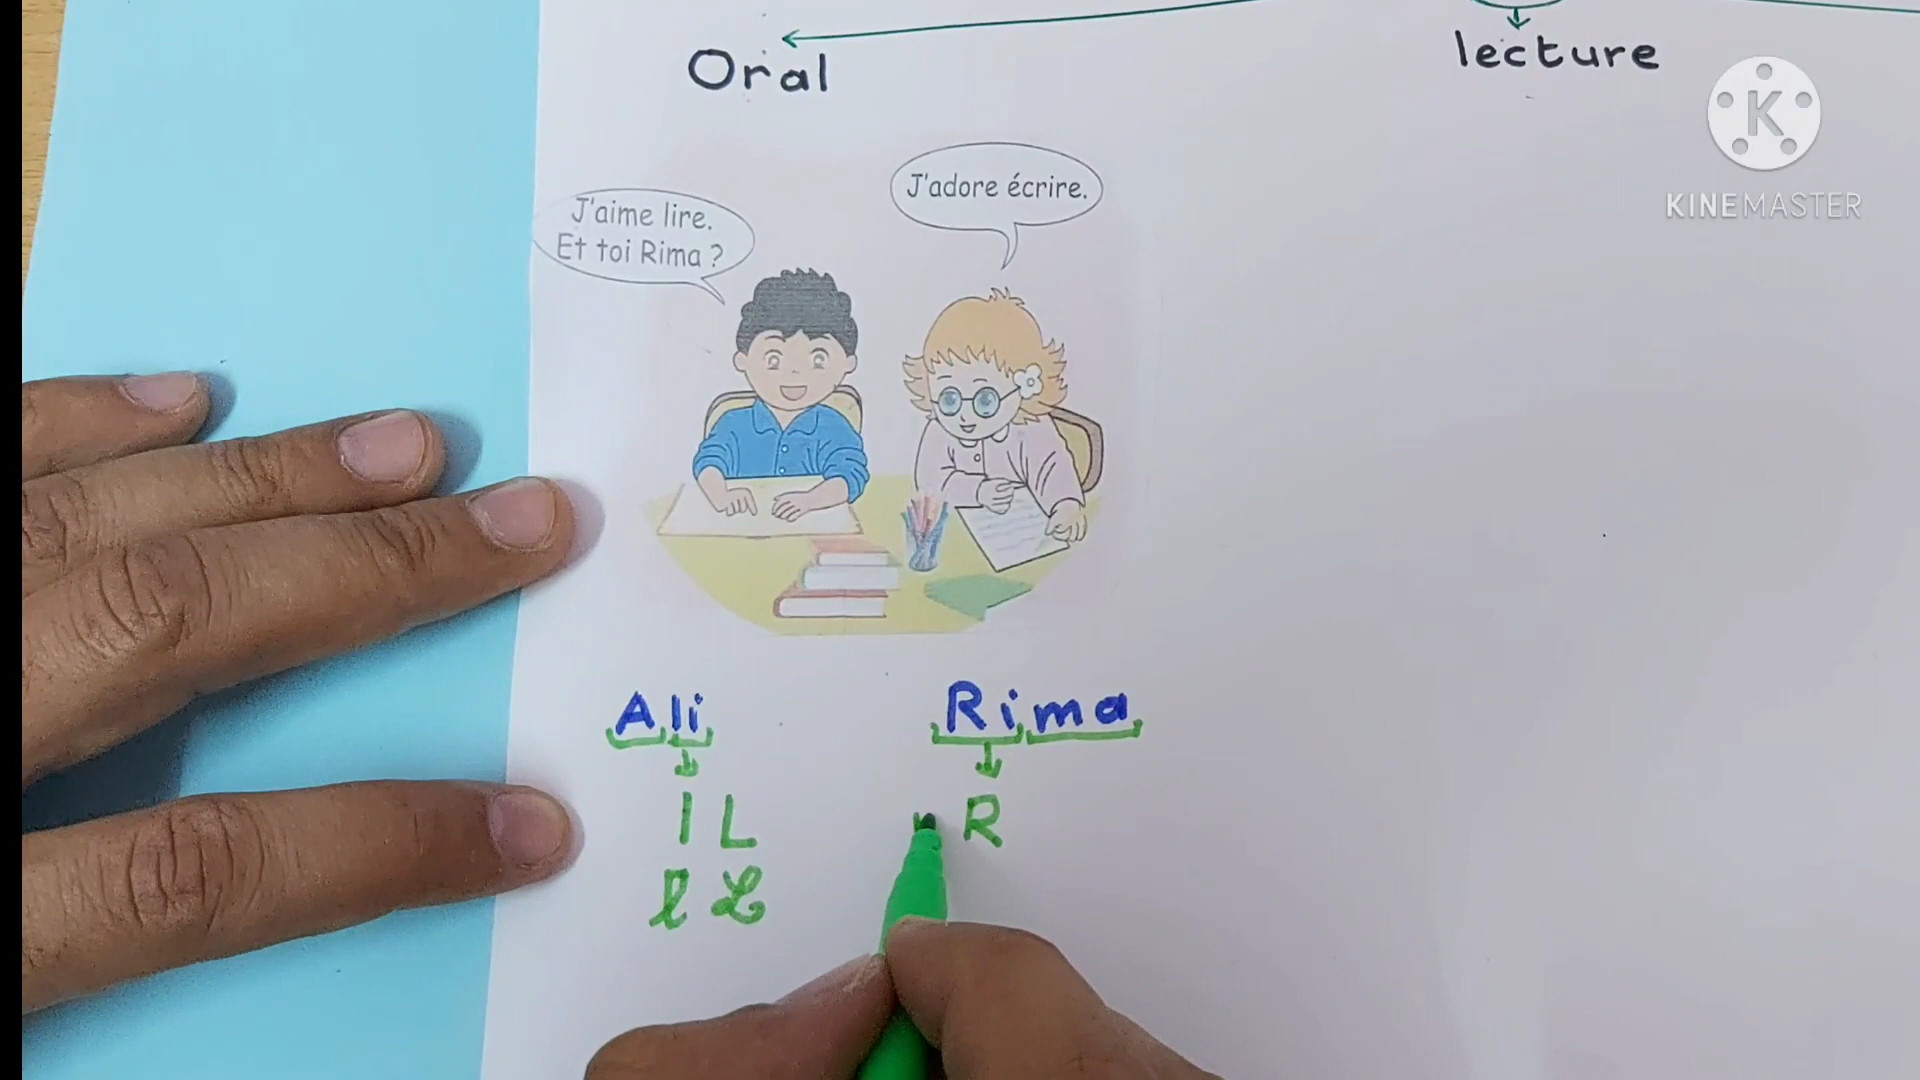 Oral
lecture
KINEMASTER
J'aime lire.
Et toi Rima ?
J'adore écrire.
Ali
Rima
l L
R
l L